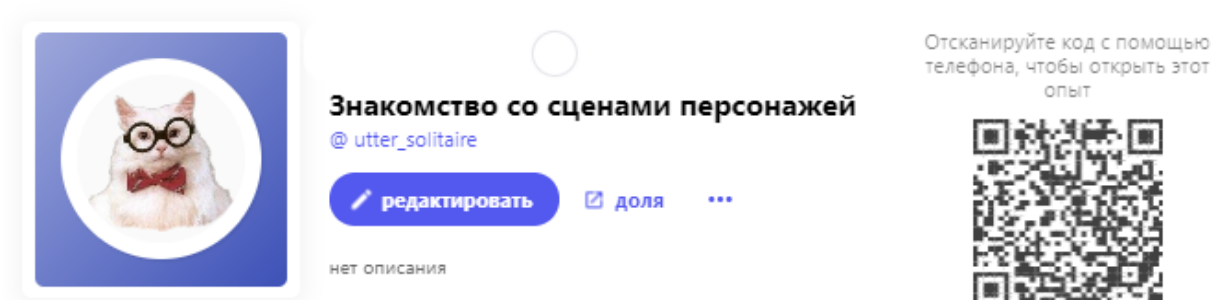 Знакомство со сценами персонажей
@ utter_solitaire
редактировать
доля
нет описания
Отсканируйте код с помощью
телефона, чтобы открыть этот
опыт